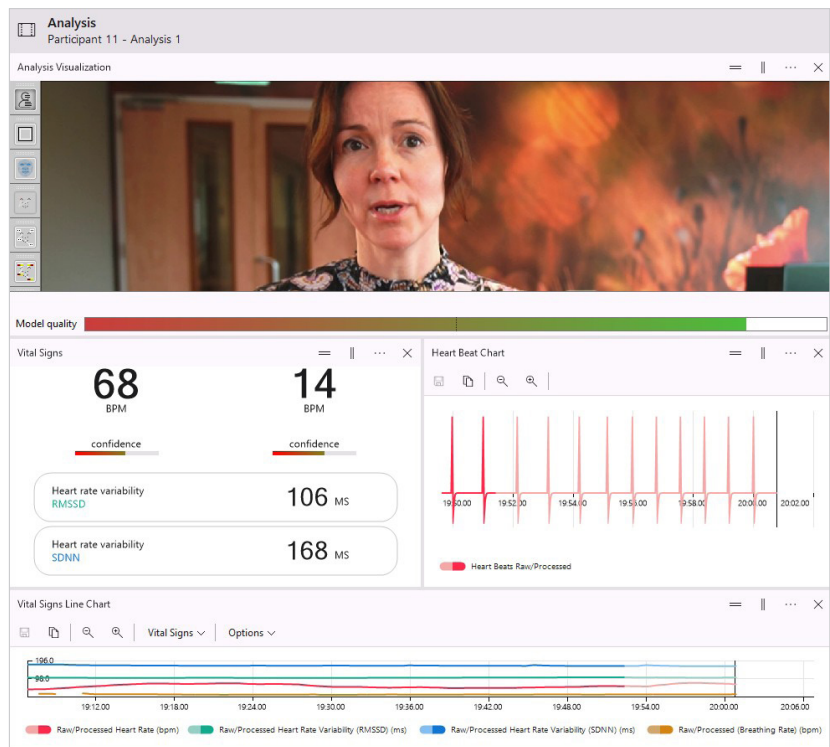 Analysis
Participant 11 - Analysis 1
Analysis Visualization
Model quality
Vital Signs
68
BPM
14
BPM
confidence
confidence
Heart rate variability
RMSSD
106 MS
Heart rate variability
SDNN
168 MS
Heart Beat Chart
19:52.00
19:54.00
19:56.00
19:58.00
20:02.00
Heart Beats Raw/Processed
Vital Signs Line Chart
Vital Signs
Options
196.0
98.0
19:12.00 19:18.00 19:24.00 19:30.00 19:36.00 19:42.00 19:48.00 19:54.00 20:00.00 20:06.00
Raw/Processed Heart Rate (bpm) Raw/Processed Heart Rate Variability (RMSSD) (ms) Raw/Processed Heart Rate Variability (SDNN) (ms) Raw/Processed (Breathing Rate) (bpm)